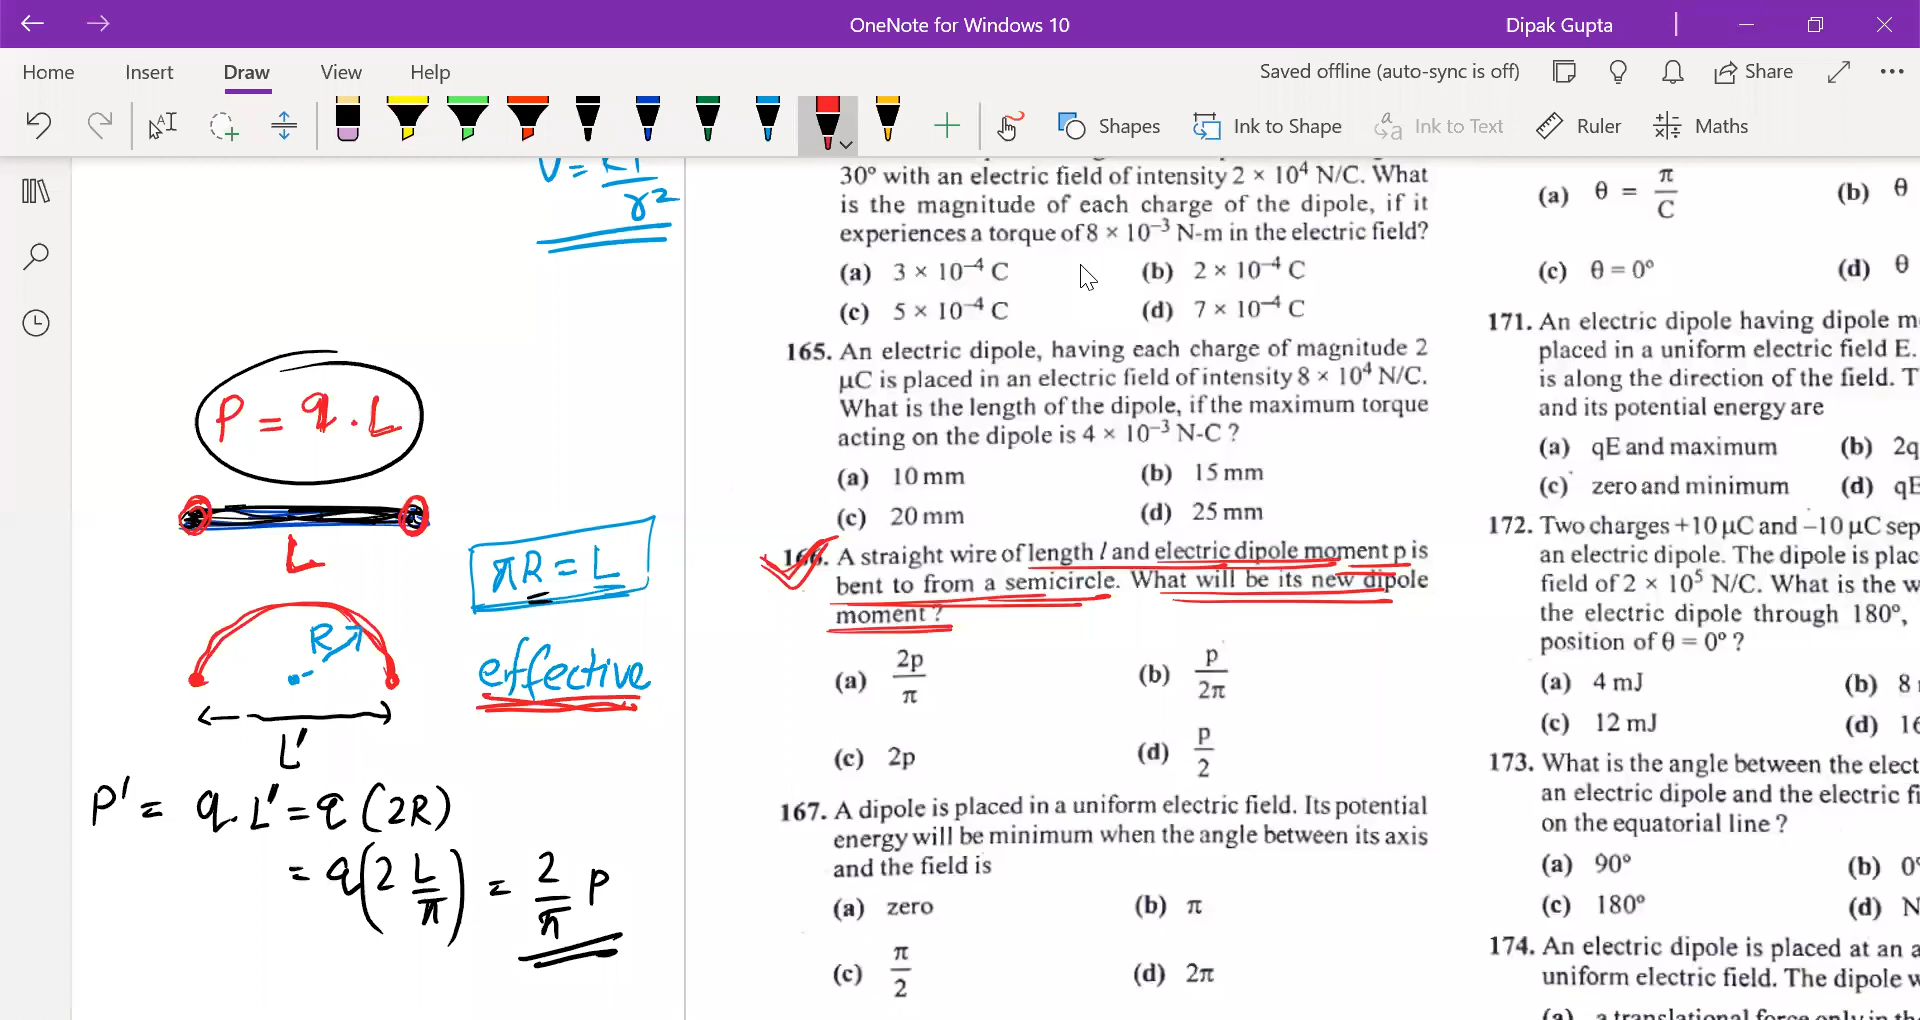 OneNote for Windows 10
Dipak Gupta
Home Insert Draw View Help
Saved offline (auto-sync is off)
Share
Shapes
Ink to Shape
Ink to Text
Ruler
Maths
r²
P = q . L
L
πR = L
R
effective
L'
P' = q.L' = q (2R)
= q(2 L/π) = 2/π P
30° with an electric field of intensity 2 × 10⁴ N/C. What
is the magnitude of each charge of the dipole, if it
experiences a torque of 8 × 10⁻³ N-m in the electric field?
(a) 3 × 10⁻⁴ C (b) 2 × 10⁻⁴ C
(c) 5 × 10⁻⁴ C (d) 7 × 10⁻⁴ C
165. An electric dipole, having each charge of magnitude 2
μC is placed in an electric field of intensity 8 × 10⁴ N/C.
What is the length of the dipole, if the maximum torque
acting on the dipole is 4 × 10⁻³ N-C ?
(a) 10 mm (b) 15 mm
(c) 20 mm (d) 25 mm
166. A straight wire of length l and electric dipole moment p is
bent to from a semicircle. What will be its new dipole
moment ?
(a) 2p/π (b) p/2π
(c) 2p (d) p/2
167. A dipole is placed in a uniform electric field. Its potential
energy will be minimum when the angle between its axis
and the field is
(a) zero (b) π
(c) π/2 (d) 2π
(a) θ = π/C (b) θ
(c) θ = 0° (d) θ
171. An electric dipole having dipole m
placed in a uniform electric field E.
is along the direction of the field. T
and its potential energy are
(a) qE and maximum (b) 2q
(c) zero and minimum (d) qE
172. Two charges +10 μC and −10 μC sep
an electric dipole. The dipole is plac
field of 2 × 10⁵ N/C. What is the w
the electric dipole through 180°,
position of θ = 0° ?
(a) 4 mJ (b) 8
(c) 12 mJ (d) 16
173. What is the angle between the elect
an electric dipole and the electric fi
on the equatorial line ?
(a) 90° (b) 0°
(c) 180° (d) N
174. An electric dipole is placed at an a
uniform electric field. The dipole w
(a) a translational force only in th